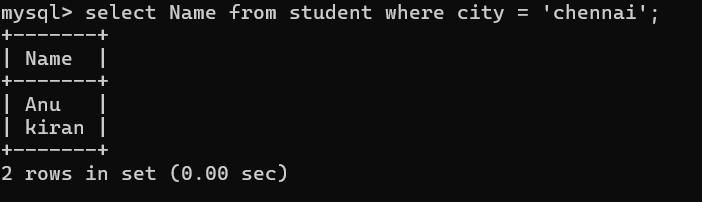 mysql> select Name from student where city = 'chennai';
+-------+
| Name  |
+-------+
| Anu   |
| kiran |
+-------+
2 rows in set (0.00 sec)